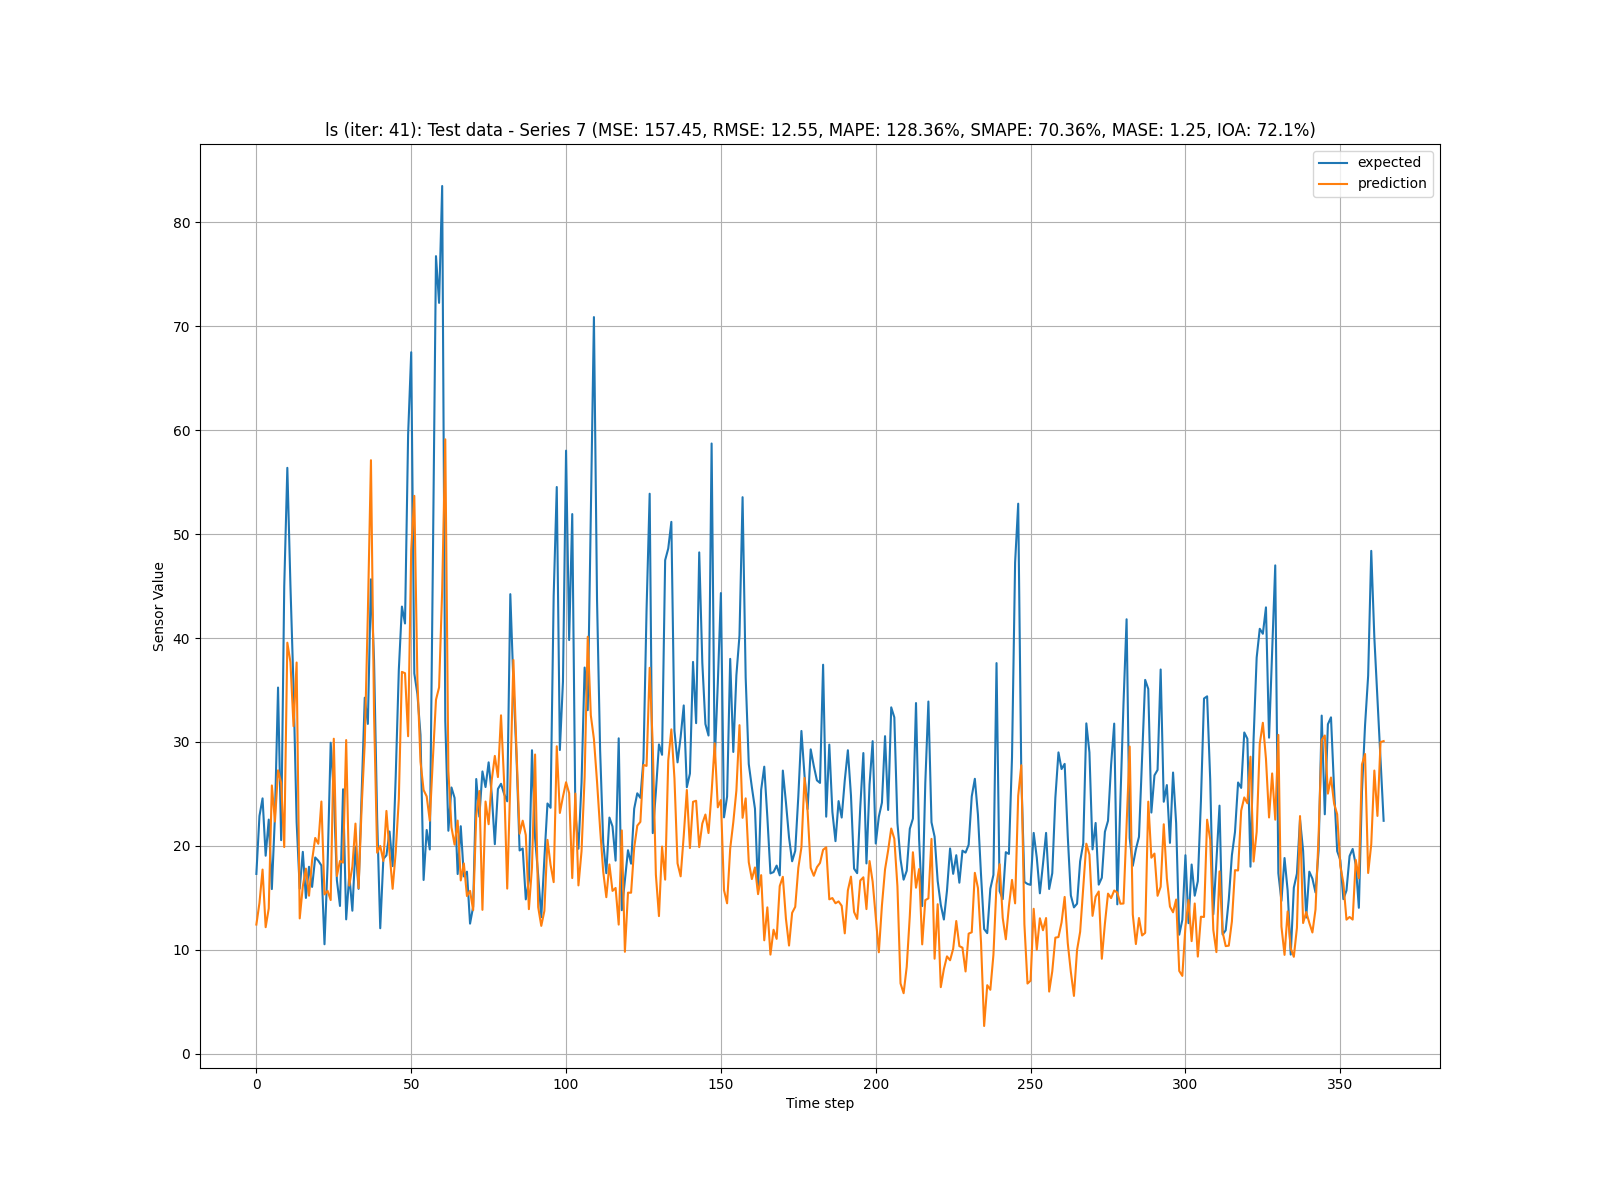 ls (iter: 41): Test data - Series 7 (MSE: 157.45, RMSE: 12.55, MAPE: 128.36%, SMAPE: 70.36%, MASE: 1.25, IOA: 72.1%)
expected
prediction
80
70
60
50
40
30
20
10
0
Sensor Value
0 50 100 150 200 250 300 350
Time step